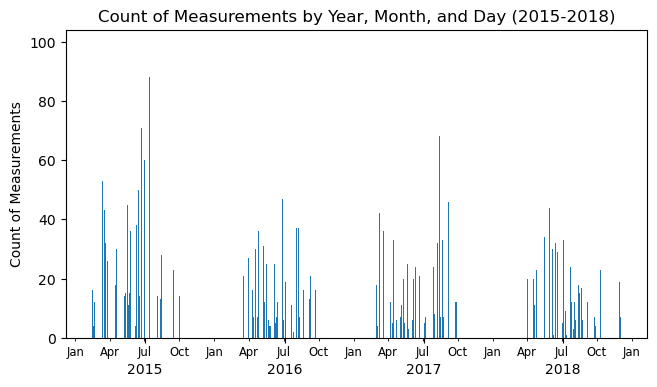 Count of Measurements by Year, Month, and Day (2015-2018)
Count of Measurements
100
80
60
40
20
0
Jan Apr Jul Oct Jan Apr Jul Oct Jan Apr Jul Oct Jan Apr Jul Oct Jan
2015 2016 2017 2018